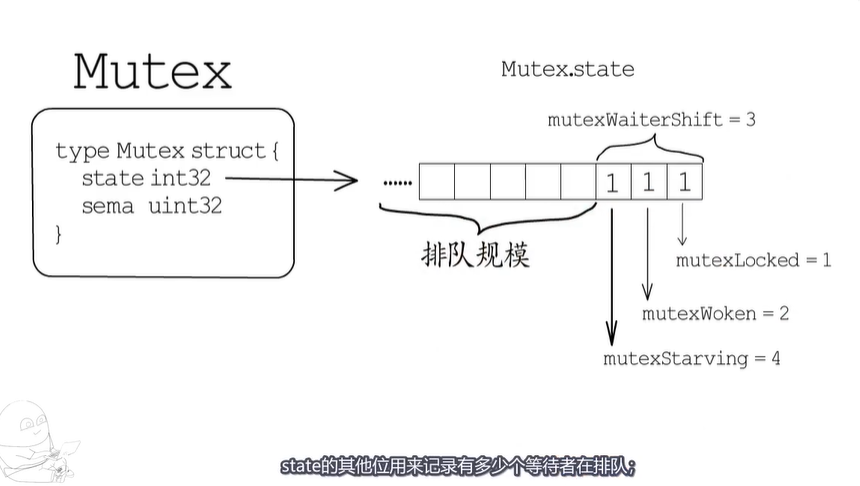 Mutex
type Mutex struct{
state int32
sema uint32
}
Mutex.state
mutexWaiterShift = 3
......
1 1 1
排队规模
mutexLocked = 1
mutexWoken = 2
mutexStarving = 4
state的其他位用来记录有多少个等待者在排队;